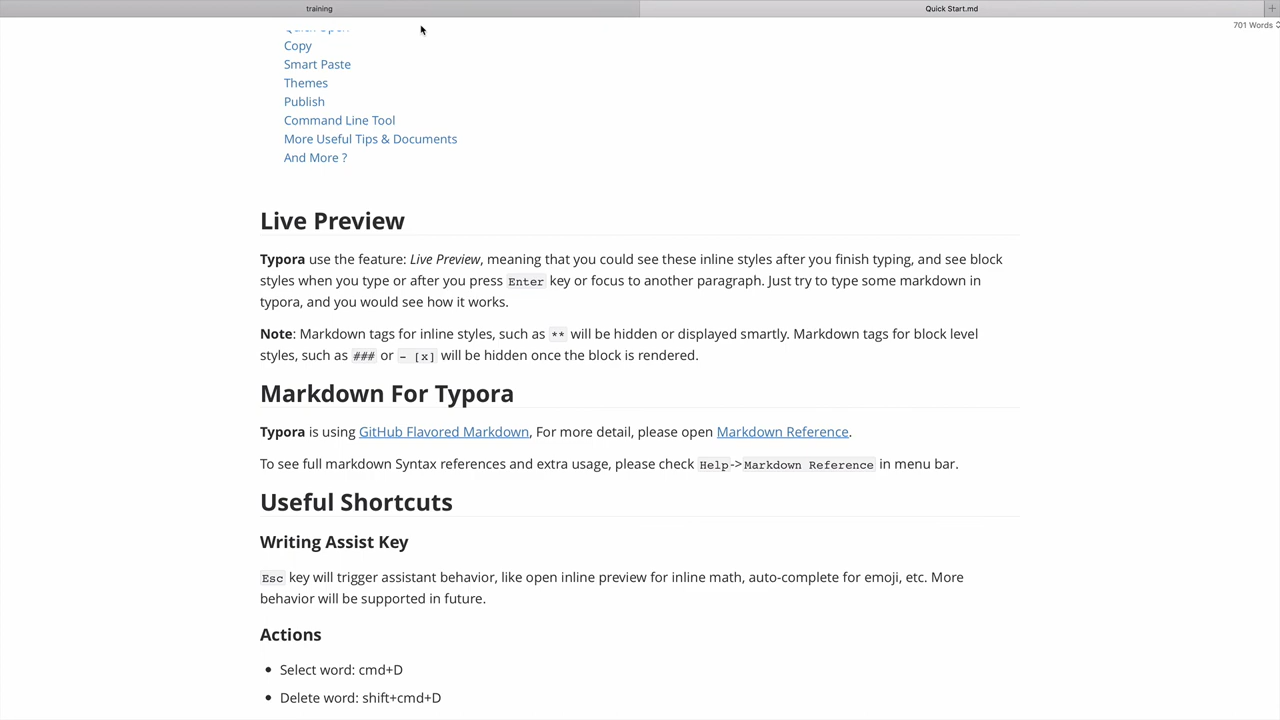 training
Quick Start.md
701 Words
Quick Open
Copy
Smart Paste
Themes
Publish
Command Line Tool
More Useful Tips & Documents
And More ?
Live Preview
Typora use the feature: Live Preview, meaning that you could see these inline styles after you finish typing, and see block
styles when you type or after you press Enter key or focus to another paragraph. Just try to type some markdown in
typora, and you would see how it works.
Note: Markdown tags for inline styles, such as ** will be hidden or displayed smartly. Markdown tags for block level
styles, such as ### or - [x] will be hidden once the block is rendered.
Markdown For Typora
Typora is using GitHub Flavored Markdown, For more detail, please open Markdown Reference.
To see full markdown Syntax references and extra usage, please check Help->Markdown Reference in menu bar.
Useful Shortcuts
Writing Assist Key
Esc key will trigger assistant behavior, like open inline preview for inline math, auto-complete for emoji, etc. More
behavior will be supported in future.
Actions
• Select word: cmd+D
• Delete word: shift+cmd+D